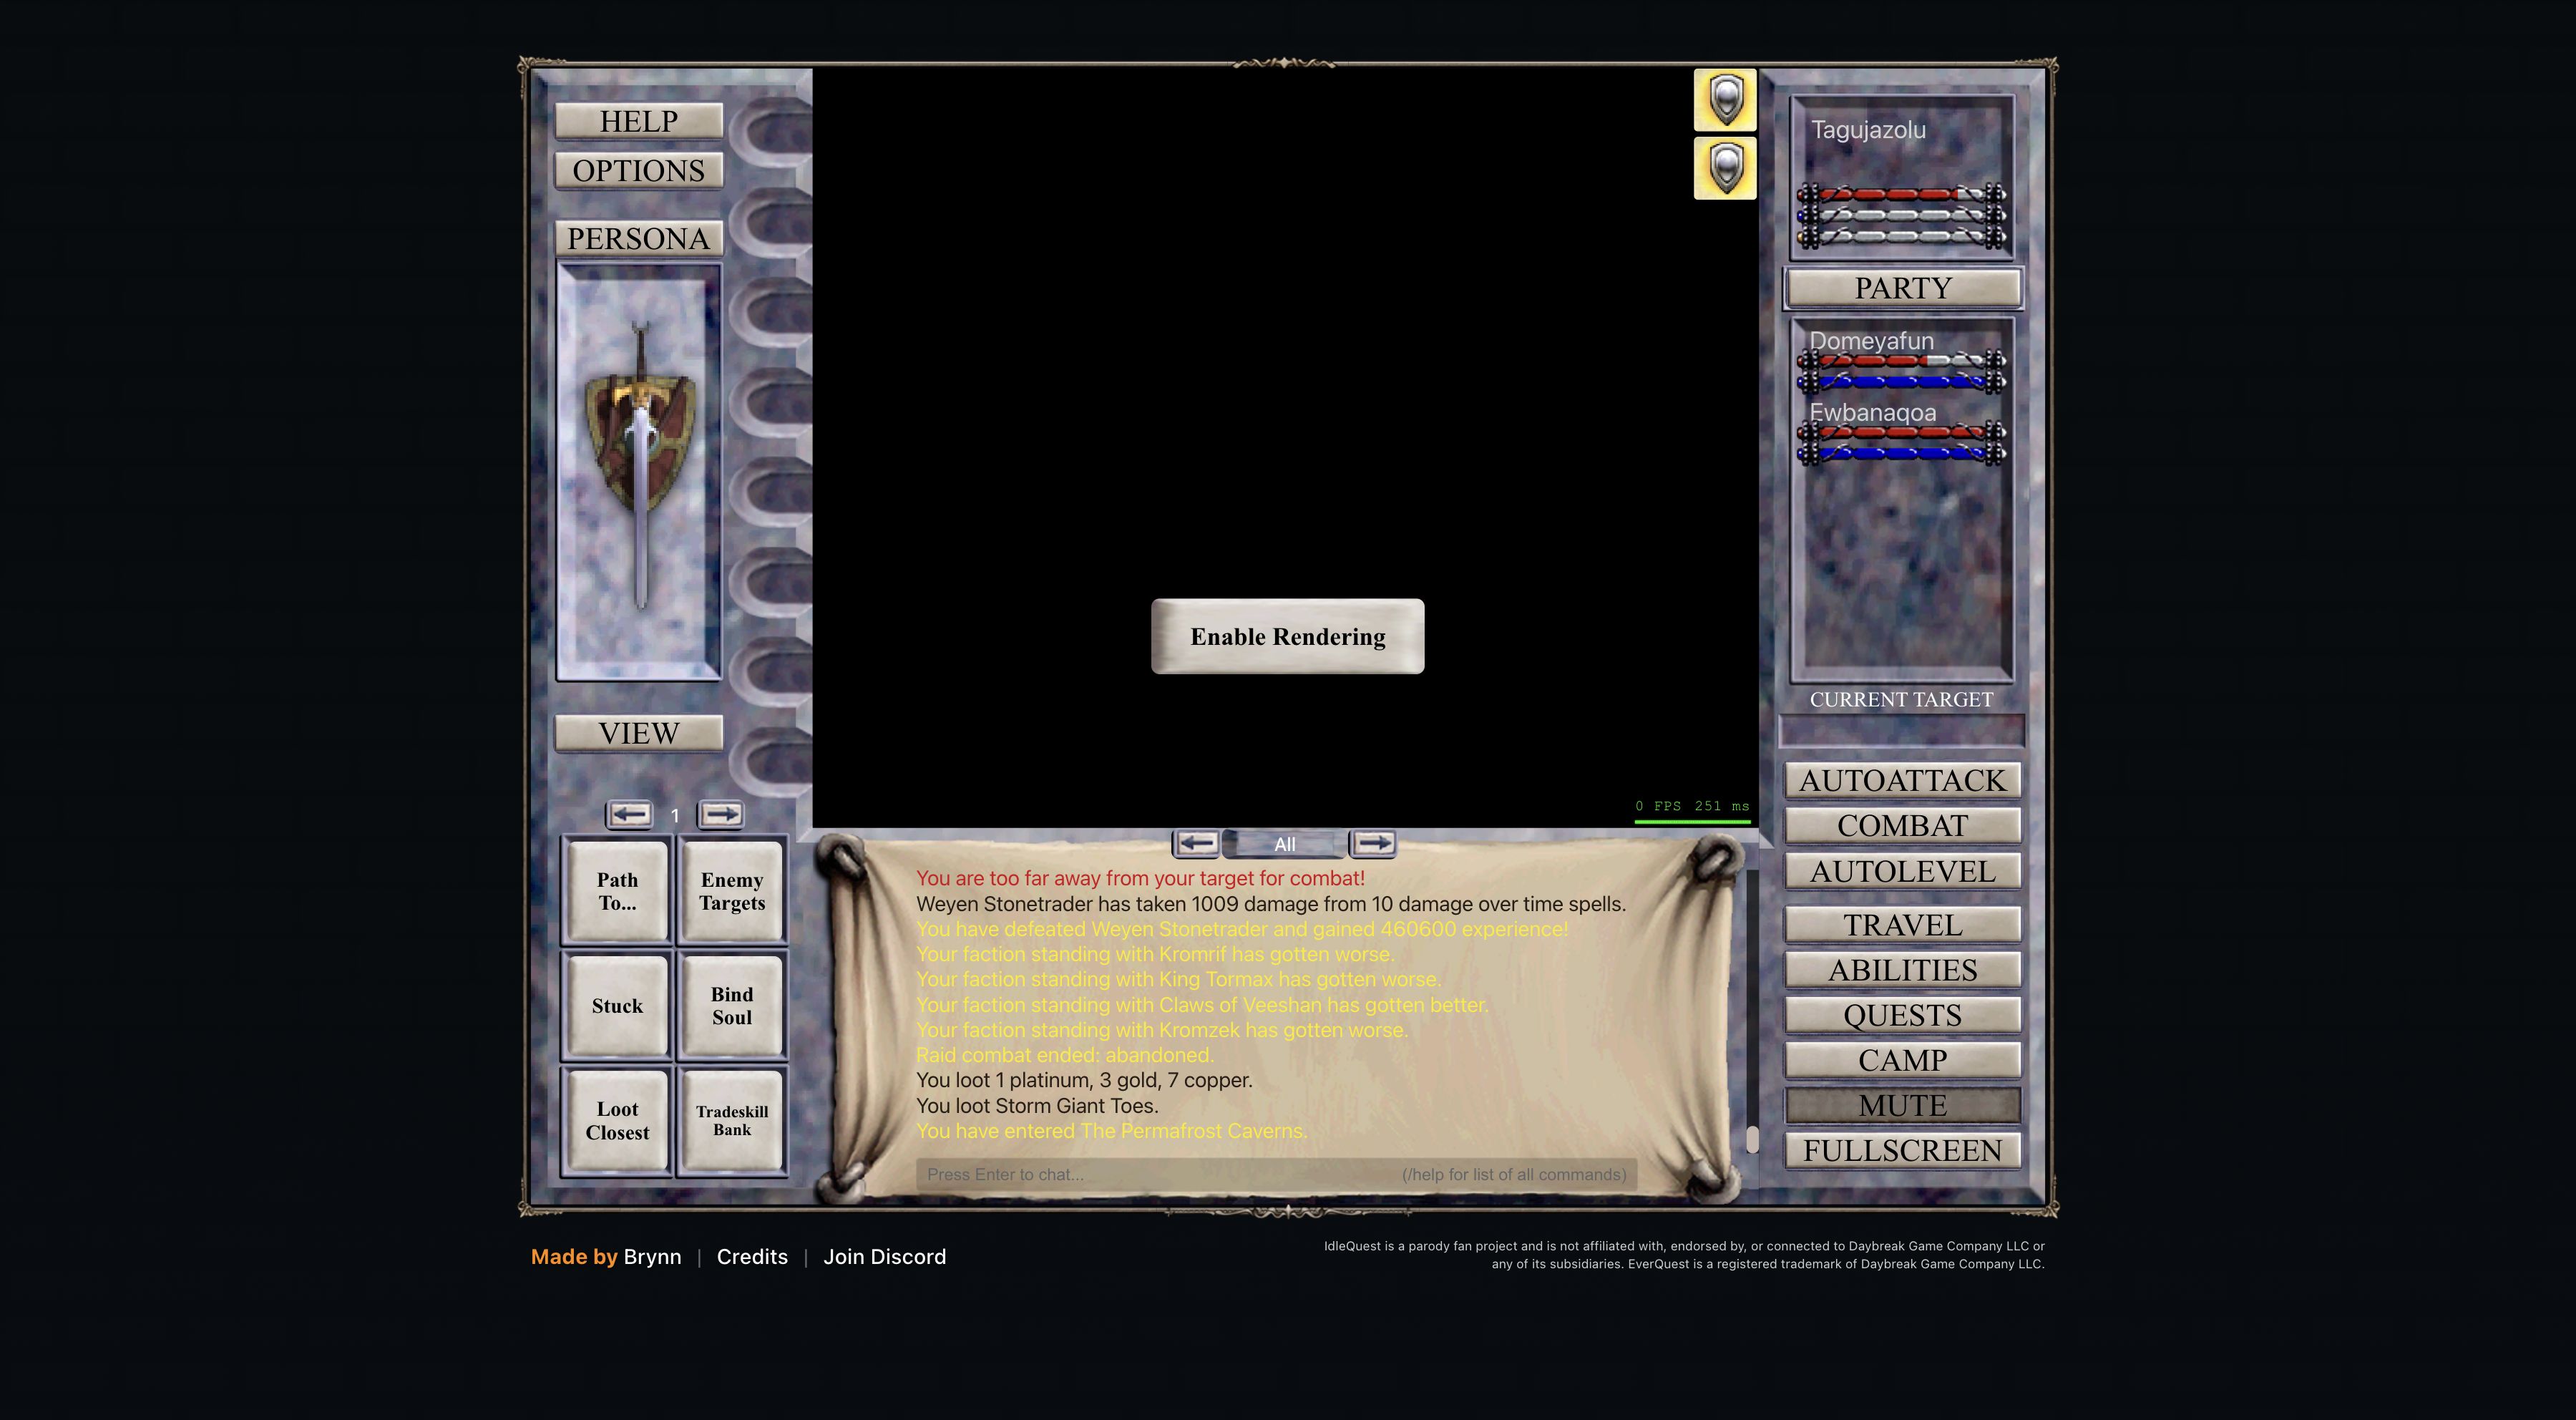 HELP
OPTIONS
PERSONA
VIEW
1
Path
To...
Enemy
Targets
Stuck
Bind
Soul
Loot
Closest
Tradeskill
Bank
Enable Rendering
0 FPS 251 ms
All
You are too far away from your target for combat!
Weyen Stonetrader has taken 1009 damage from 10 damage over time spells.
You have defeated Weyen Stonetrader and gained 460600 experience!
Your faction standing with Kromrif has gotten worse.
Your faction standing with King Tormax has gotten worse.
Your faction standing with Claws of Veeshan has gotten better.
Your faction standing with Kromzek has gotten worse.
Raid combat ended: abandoned.
You loot 1 platinum, 3 gold, 7 copper.
You loot Storm Giant Toes.
You have entered The Permafrost Caverns.
Press Enter to chat... (/help for list of all commands)
Tagujazolu
PARTY
Domeyafun
Ewbanaqoa
CURRENT TARGET
AUTOATTACK
COMBAT
AUTOLEVEL
TRAVEL
ABILITIES
QUESTS
CAMP
MUTE
FULLSCREEN
Made by Brynn | Credits | Join Discord
IdleQuest is a parody fan project and is not affiliated with, endorsed by, or connected to Daybreak Game Company LLC or
any of its subsidiaries. EverQuest is a registered trademark of Daybreak Game Company LLC.